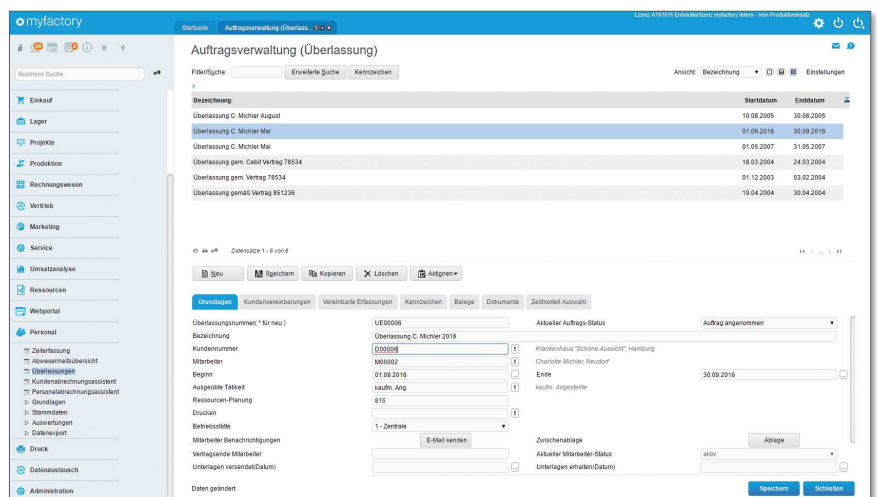 myfactory
Startseite
Auftragsverwaltung (Überlass...
Lizenz A761611 Entwicklerlizenz myfactory Intern - kein Produktiveinsatz
Auftragsverwaltung (Überlassung)
Business Suche
Filter/Suche:
Erweiterte Suche
Kennzeichen
Ansicht:
Bezeichnung
Einstellungen
Bezeichnung Startdatum Enddatum
Überlassung C. Michler August 10.08.2005 30.08.2005
Überlassung C. Michler Mai 01.09.2016 30.09.2016
Überlassung C. Michler Mai 01.05.2007 31.05.2007
Überlassung gem. Cebit Vertrag 78534 18.03.2004 24.03.2004
Überlassung gem. Vertrag 78534 01.12.2003 03.02.2004
Überlassung gemäß Vertrag 851236 19.04.2004 30.04.2004
Datensätze 1 - 6 von 6
Neu
Speichern
Kopieren
Löschen
Aktionen
Grundlagen
Kundenvereinbarungen
Vereinbarte Erfassungen
Kennzeichen
Belege
Dokumente
Zeitmodell Auswahl
Überlassungsnummer( * für neu ) UE00006 Aktueller Auftrags-Status Auftrag angenommen
Bezeichnung Überlassung C. Michler 2016
Kundennummer D00006 Krankenhaus "Schöne Aussicht", Hamburg
Mitarbeiter M00002 Charlotte Michler, Neudorf
Beginn 01.09.2016 Ende 30.09.2016
Ausgeübte Tätikeit kaufm. Ang. kaufm. Angestellte
Ressourcen-Planung 816
Drucken
Betriebsstätte 1 - Zentrale
Mitarbeiter Benachrichtigungen E-Mail senden Zwischenablage Ablage
Vertragsende Mitarbeiter Aktueller Mitarbeiter-Status aktiv
Unterlagen versendet(Datum) Unterlagen erhalten(Datum)
Daten geändert
Speichern
Schließen
Einkauf
Lager
Projekte
Produktion
Rechnungswesen
Vertrieb
Marketing
Service
Umsatzanalyse
Ressourcen
Webportal
Personal
Zeiterfassung
Abwesenheitsübersicht
Überlassungen
Kundenabrechnungsassistent
Personalabrechnungsassistent
Grundlagen
Stammdaten
Auswertungen
Datenexport
Druck
Datenaustausch
Administration